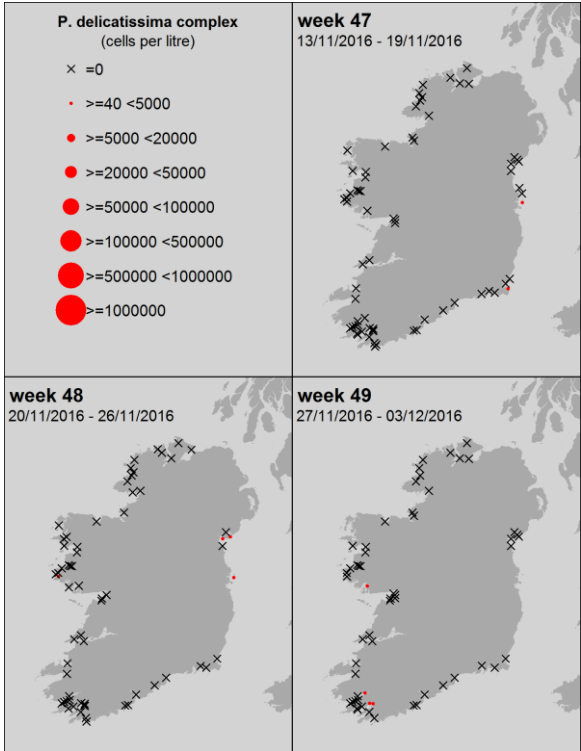 P. delicatissima complex
(cells per litre)
=0
>=40 <5000
>=5000 <20000
>=20000 <50000
>=50000 <100000
>=100000 <500000
>=500000 <1000000
>=1000000
week 47
13/11/2016 - 19/11/2016
week 48
20/11/2016 - 26/11/2016
week 49
27/11/2016 - 03/12/2016